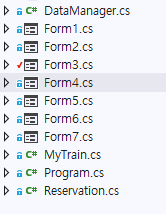 C# DataManager.cs
Form1.cs
Form2.cs
Form3.cs
Form4.cs
Form5.cs
Form6.cs
Form7.cs
C# MyTrain.cs
C# Program.cs
C# Reservation.cs